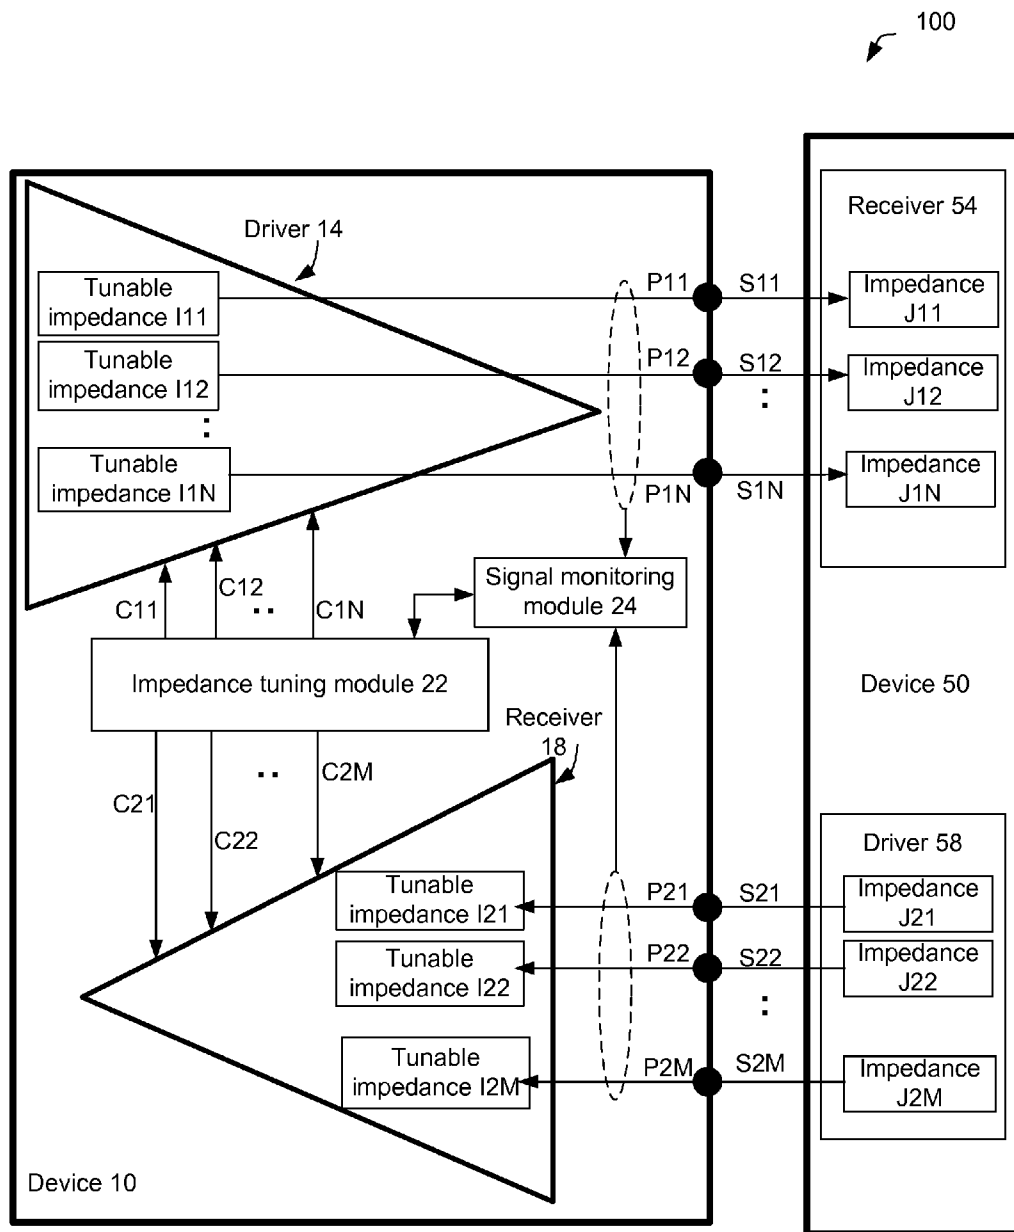 100
Driver 14
Tunable
impedance I11
Tunable
impedance I12
:
Tunable
impedance I1N
P11
S11
P12
S12
:
P1N
S1N
Receiver 54
Impedance
J11
Impedance
J12
Impedance
J1N
C11
C12
..
C1N
Signal monitoring
module 24
Impedance tuning module 22
Device 50
C21
C22
..
C2M
Receiver
18
Tunable
impedance I21
Tunable
impedance I22
Tunable
impedance I2M
P21
S21
P22
S22
:
P2M
S2M
Driver 58
Impedance
J21
Impedance
J22
Impedance
J2M
Device 10